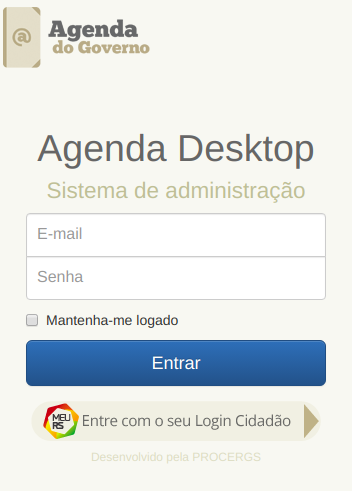 @ Agenda
do Governo
Agenda Desktop
Sistema de administração
E-mail
Senha
Mantenha-me logado
Entrar
MEU
RS
Entre com o seu Login Cidadão
Desenvolvido pela PROCERGS